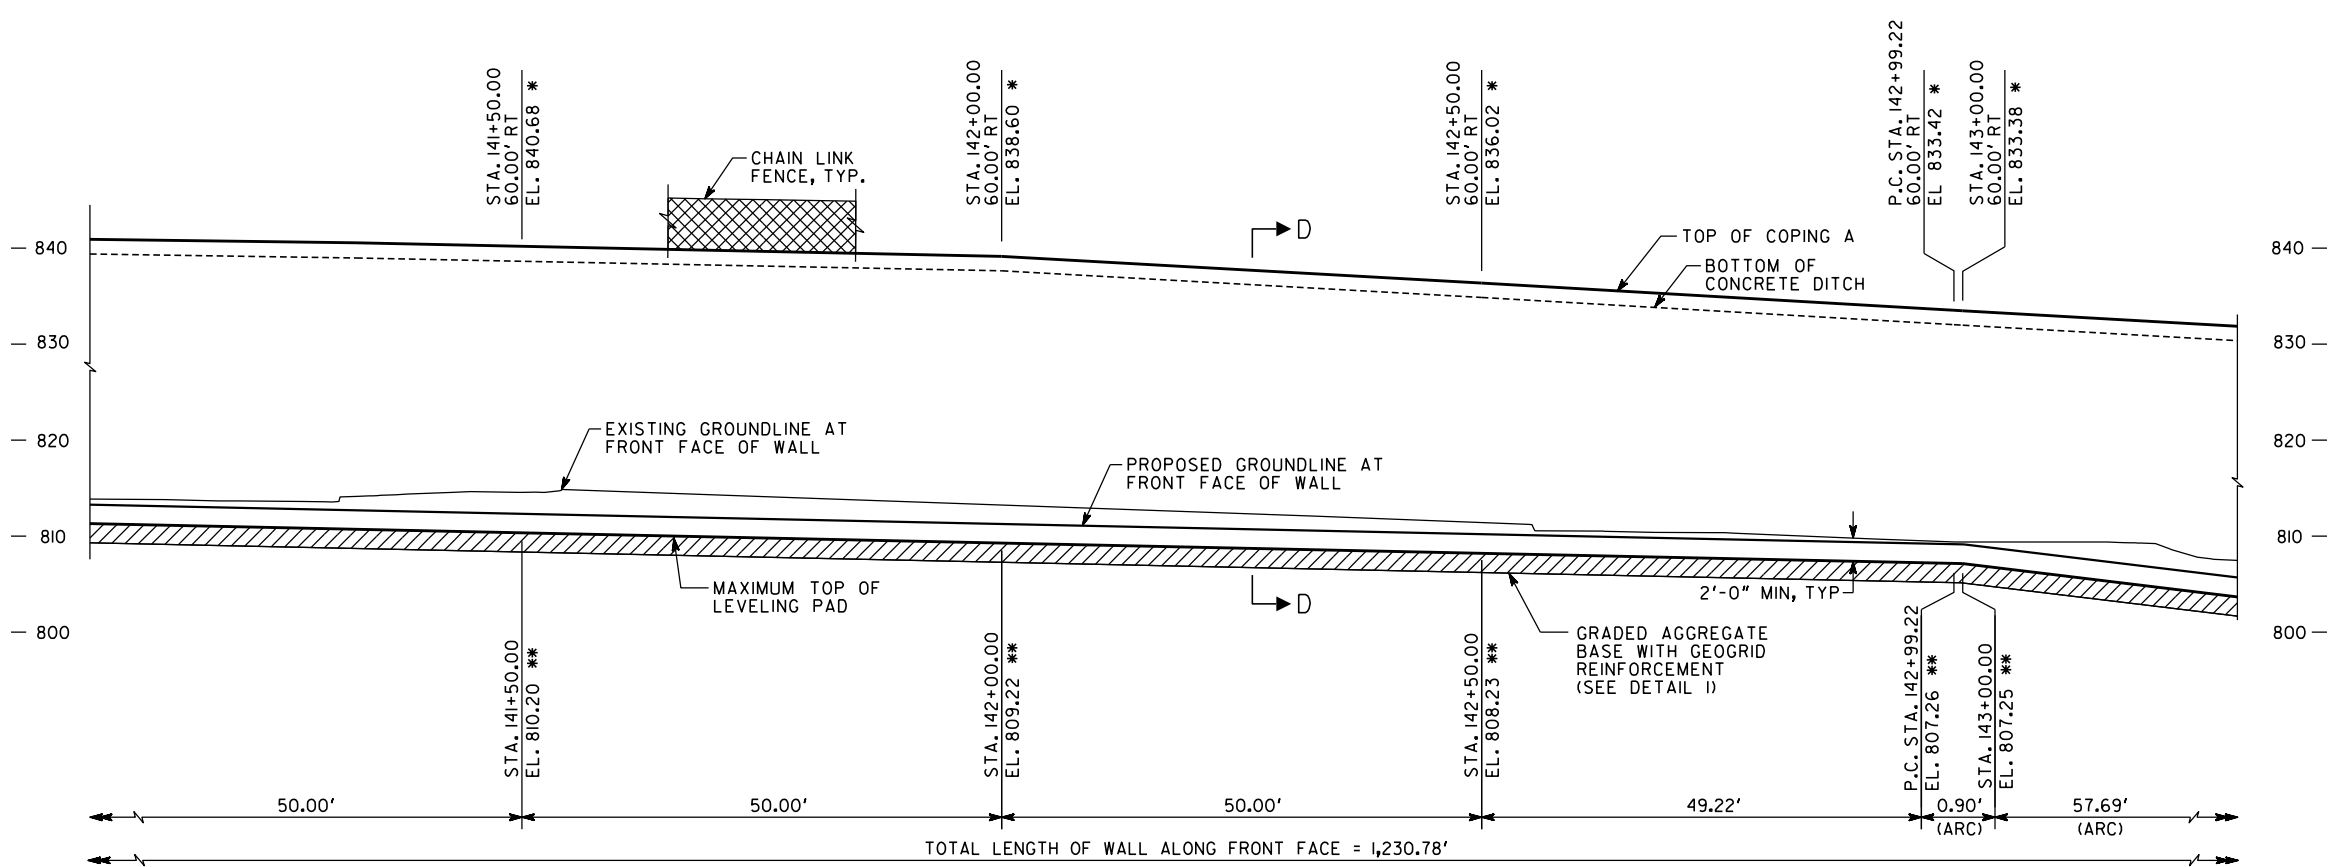 STA. 141+50.00
60.00' RT
EL. 840.68 *
STA. 142+00.00
60.00' RT
EL. 838.60 *
STA. 142+50.00
60.00' RT
EL. 836.02 *
P.C. STA. 142+99.22
60.00' RT
EL 833.42 *
STA. 143+00.00
60.00' RT
EL. 833.38 *
CHAIN LINK
FENCE, TYP.
D
TOP OF COPING A
BOTTOM OF
CONCRETE DITCH
840
840
830
830
820
820
810
810
800
800
EXISTING GROUNDLINE AT
FRONT FACE OF WALL
PROPOSED GROUNDLINE AT
FRONT FACE OF WALL
MAXIMUM TOP OF
LEVELING PAD
D
2'-0" MIN, TYP
GRADED AGGREGATE
BASE WITH GEOGRID
REINFORCEMENT
(SEE DETAIL 1)
STA. 141+50.00
EL. 810.20 **
STA. 142+00.00
EL. 809.22 **
STA. 142+50.00
EL. 808.23 **
P.C. STA. 142+99.22
EL. 807.26 **
STA. 143+00.00
EL. 807.25 **
50.00'
50.00'
50.00'
49.22'
0.90'
(ARC)
57.69'
(ARC)
TOTAL LENGTH OF WALL ALONG FRONT FACE = 1,230.78'